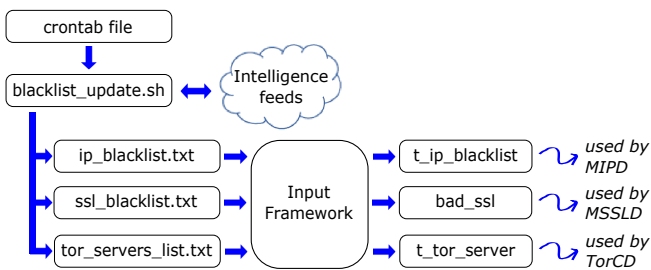 crontab file
blacklist_update.sh
Intelligence
feeds
ip_blacklist.txt
t_ip_blacklist
used by
MIPD
ssl_blacklist.txt
Input
Framework
bad_ssl
used by
MSSLD
tor_servers_list.txt
t_tor_server
used by
TorCD